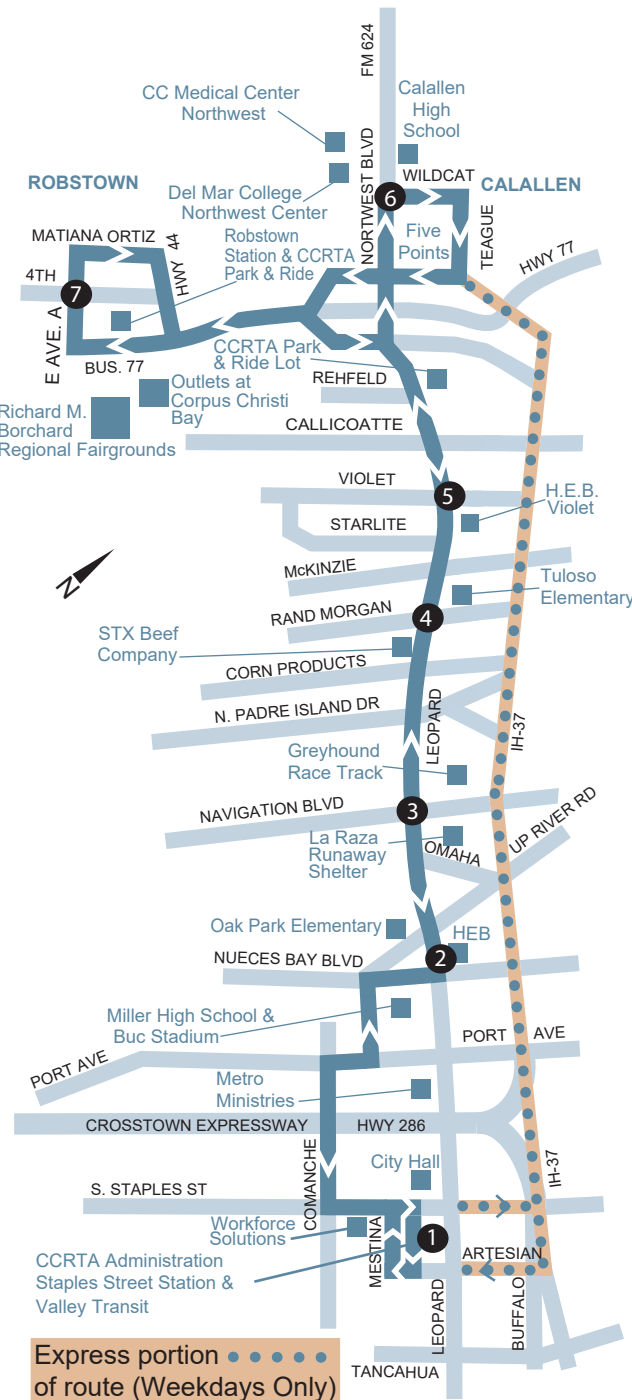 FM 624
CC Medical Center
Northwest
Calallen
High
School
NORTWEST BLVD
WILDCAT
ROBSTOWN
Del Mar College
Northwest Center
6
CALALLEN
MATIANA ORTIZ
HWY 44
Robstown
Station & CCRTA
Park & Ride
Five
Points
TEAGUE
HWY 77
4TH
7
E AVE. A
BUS. 77
CCRTA Park
& Ride Lot
REHFELD
Outlets at
Corpus Christi
Bay
Richard M.
Borchard
Regional Fairgrounds
CALLICOATTE
VIOLET
5
H.E.B.
Violet
STARLITE
N
McKINZIE
Tuloso
Elementary
RAND MORGAN
4
STX Beef
Company
CORN PRODUCTS
N. PADRE ISLAND DR
LEOPARD
IH-37
Greyhound
Race Track
NAVIGATION BLVD
3
UP RIVER RD
La Raza
Runaway
Shelter
OMAHA
Oak Park Elementary
HEB
NUECES BAY BLVD
2
Miller High School &
Buc Stadium
PORT AVE
PORT AVE
Metro
Ministries
CROSSTOWN EXPRESSWAY
HWY 286
COMANCHE
City Hall
IH-37
S. STAPLES ST
Workforce
Solutions
MESTINA
1
CCRTA Administration
Staples Street Station &
Valley Transit
ARTESIAN
LEOPARD
BUFFALO
Express portion
of route (Weekdays Only)
TANCAHUA